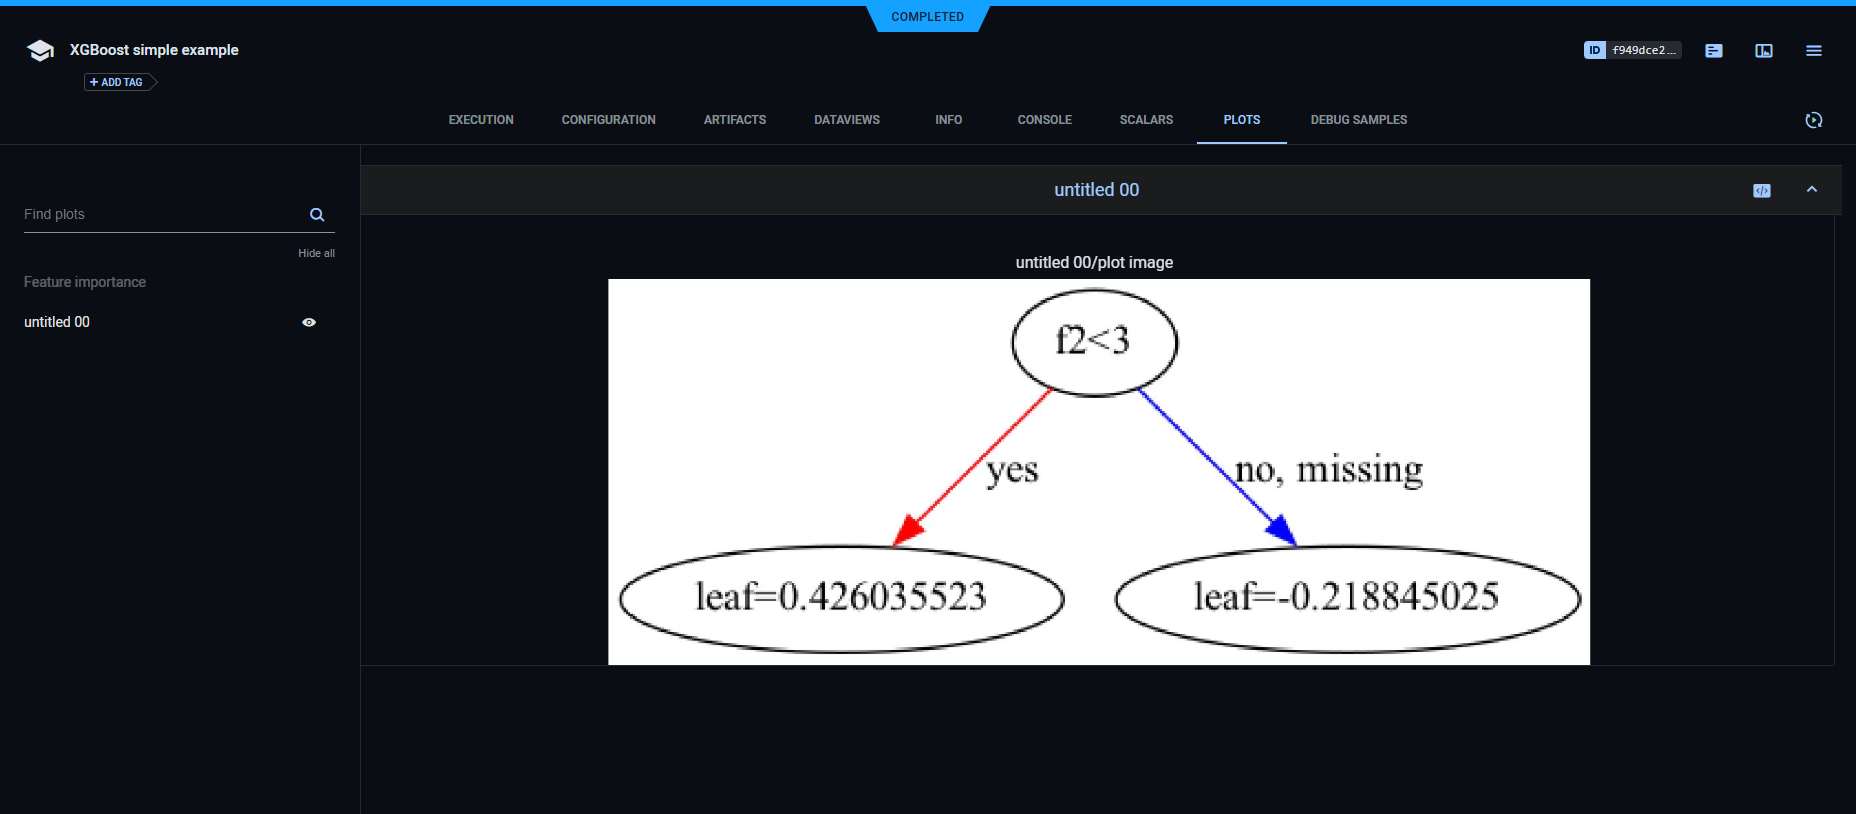 COMPLETED
XGBoost simple example
ID f949dce2...
+ ADD TAG
EXECUTION CONFIGURATION ARTIFACTS DATAVIEWS INFO CONSOLE SCALARS PLOTS DEBUG SAMPLES
Find plots
Hide all
Feature importance
untitled 00
untitled 00
untitled 00/plot image
f2<3
yes
no, missing
leaf=0.426035523
leaf=-0.218845025